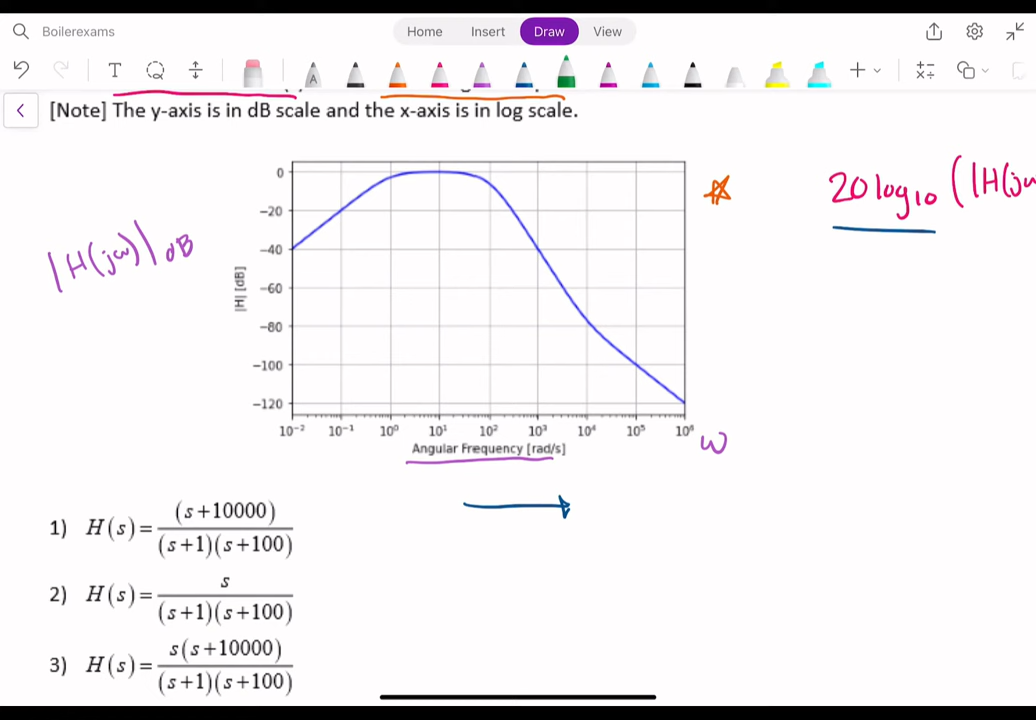 Boilerexams
Home Insert Draw View
T
A
[Note] The y-axis is in dB scale and the x-axis is in log scale.
20 log10 (|H(jω
|H(jω)| dB
|H| [dB]
0
−20
−40
−60
−80
−100
−120
10⁻² 10⁻¹ 10⁰ 10¹ 10² 10³ 10⁴ 10⁵ 10⁶
ω
Angular Frequency [rad/s]
1) H(s)= (s+10000) / (s+1)(s+100)
2) H(s)= s / (s+1)(s+100)
3) H(s)= s(s+10000) / (s+1)(s+100)